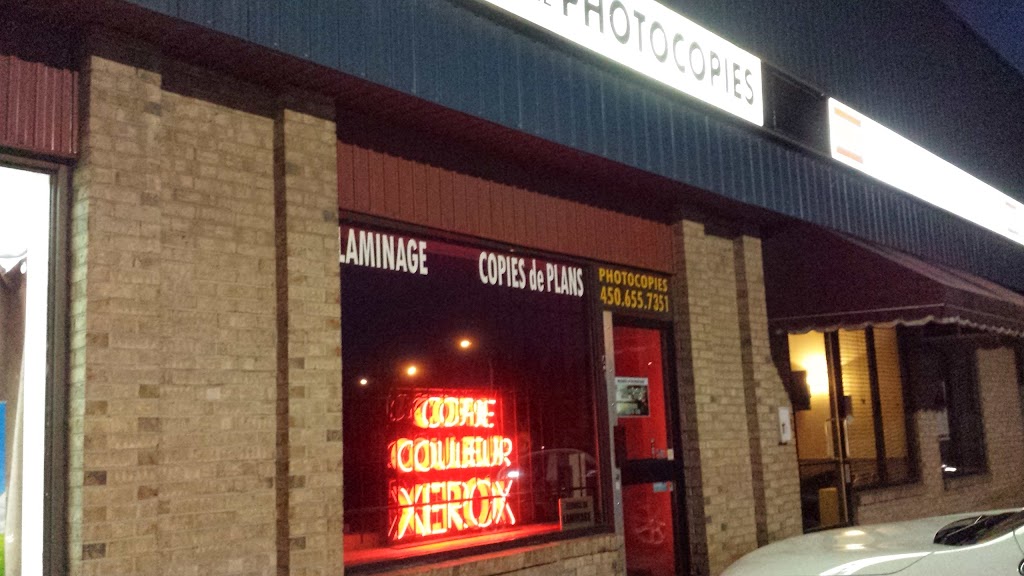 PHOTOCOPIES
LAMINAGE
COPIES de PLANS
PHOTOCOPIES
450.655.7351
COPIE
COULEUR
XEROX